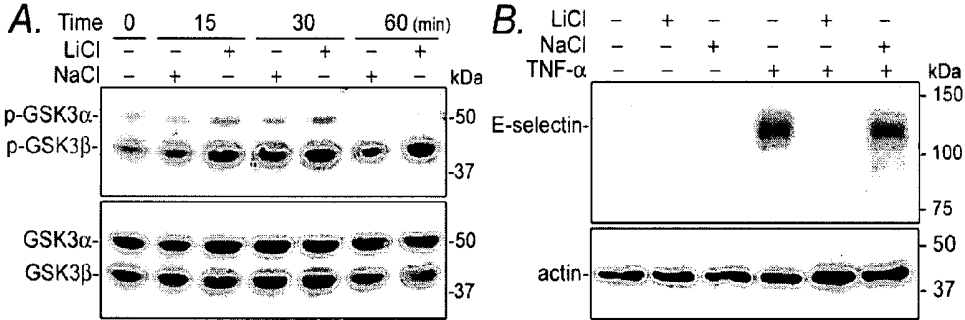 A.
Time 0 15 30 60 (min)
LiCl – – + – + – +
NaCl – + – + – + – kDa
p-GSK3α- -50
p-GSK3β-
-37
GSK3α- -50
GSK3β-
-37
B.
LiCl – + – – + –
NaCl – – + – – +
TNF-α – – – + + + kDa
- 150
E-selectin-
- 100
- 75
- 50
actin-
- 37